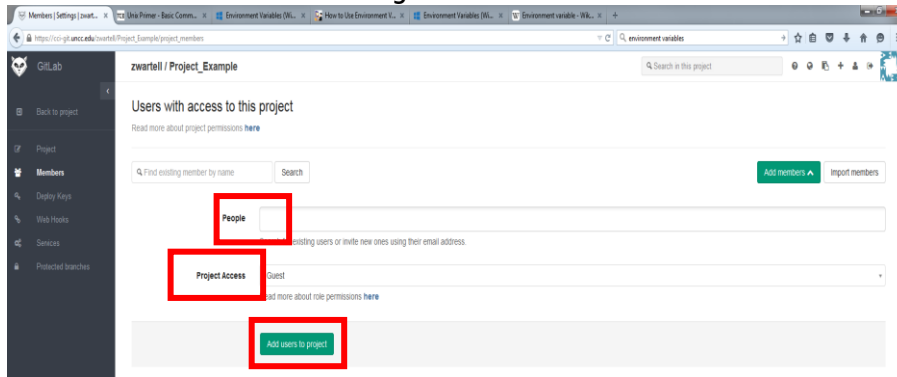 Members | Settings | zwart...
Unix Primer - Basic Comm...
Environment Variables (Wi...
How to Use Environment V...
Environment Variables (Wi...
Environment variable - Wik...
https://cci-git.uncc.edu/zwartell/Project_Example/project_members
environment variables
GitLab
zwartell / Project_Example
Search in this project
Back to project
Users with access to this project
Read more about project permissions here
Project
Members
Find existing member by name
Search
Add members
Import members
Deploy Keys
Web Hooks
People
Services
existing users or invite new ones using their email address.
Protected branches
Project Access
Guest
ead more about role permissions here
Add users to project